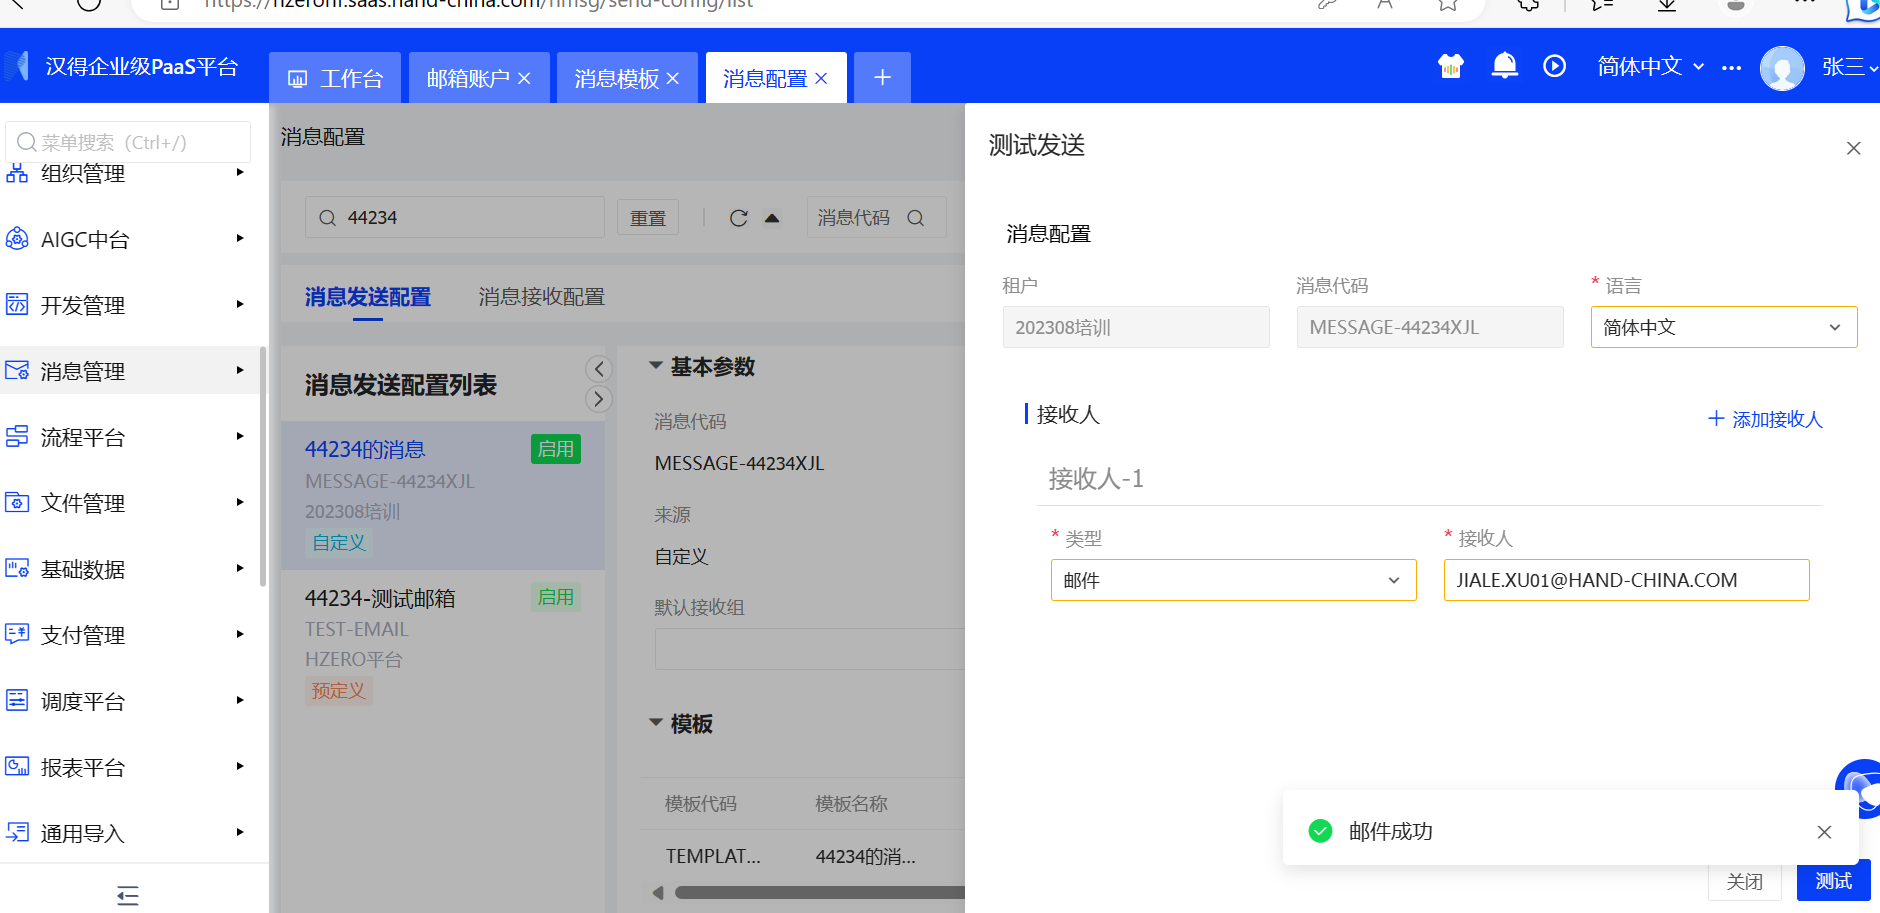 https://hzeronf.saas.hand-china.com/hmsg/send-config/list
汉得企业级PaaS平台
工作台
邮箱账户
消息模板
消息配置
简体中文
张三
菜单搜索（Ctrl+/）
组织管理
AIGC中台
开发管理
消息管理
流程平台
文件管理
基础数据
支付管理
调度平台
报表平台
通用导入
消息配置
44234
重置
消息代码
消息发送配置
消息接收配置
消息发送配置列表
44234的消息
启用
MESSAGE-44234XJL
202308培训
自定义
44234-测试邮箱
启用
TEST-EMAIL
HZERO平台
预定义
基本参数
消息代码
MESSAGE-44234XJL
来源
自定义
默认接收组
模板
模板代码 模板名称
TEMPLAT... 44234的消...
测试发送
消息配置
租户 消息代码 * 语言
202308培训 MESSAGE-44234XJL 简体中文
接收人
添加接收人
接收人-1
* 类型 * 接收人
邮件 JIALE.XU01@HAND-CHINA.COM
邮件成功
关闭 测试